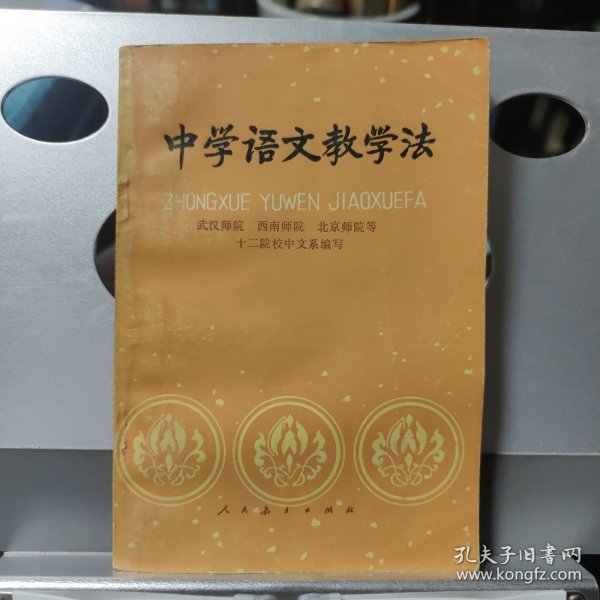 中学语文教学法
ZHONGXUE YUWEN JIAOXUEFA
武汉师院 西南师院 北京师院等
十二院校中文系编写
人民教育出版社
孔夫子旧书网
www.kongfz.com